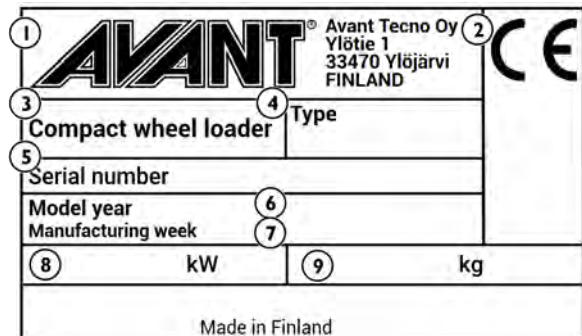 1 AVANT® Avant Tecno Oy 2 CE
Ylötie 1
33470 Ylöjärvi
FINLAND
3 Compact wheel loader 4 Type
5 Serial number
Model year 6
Manufacturing week 7
8 kW 9 kg
Made in Finland